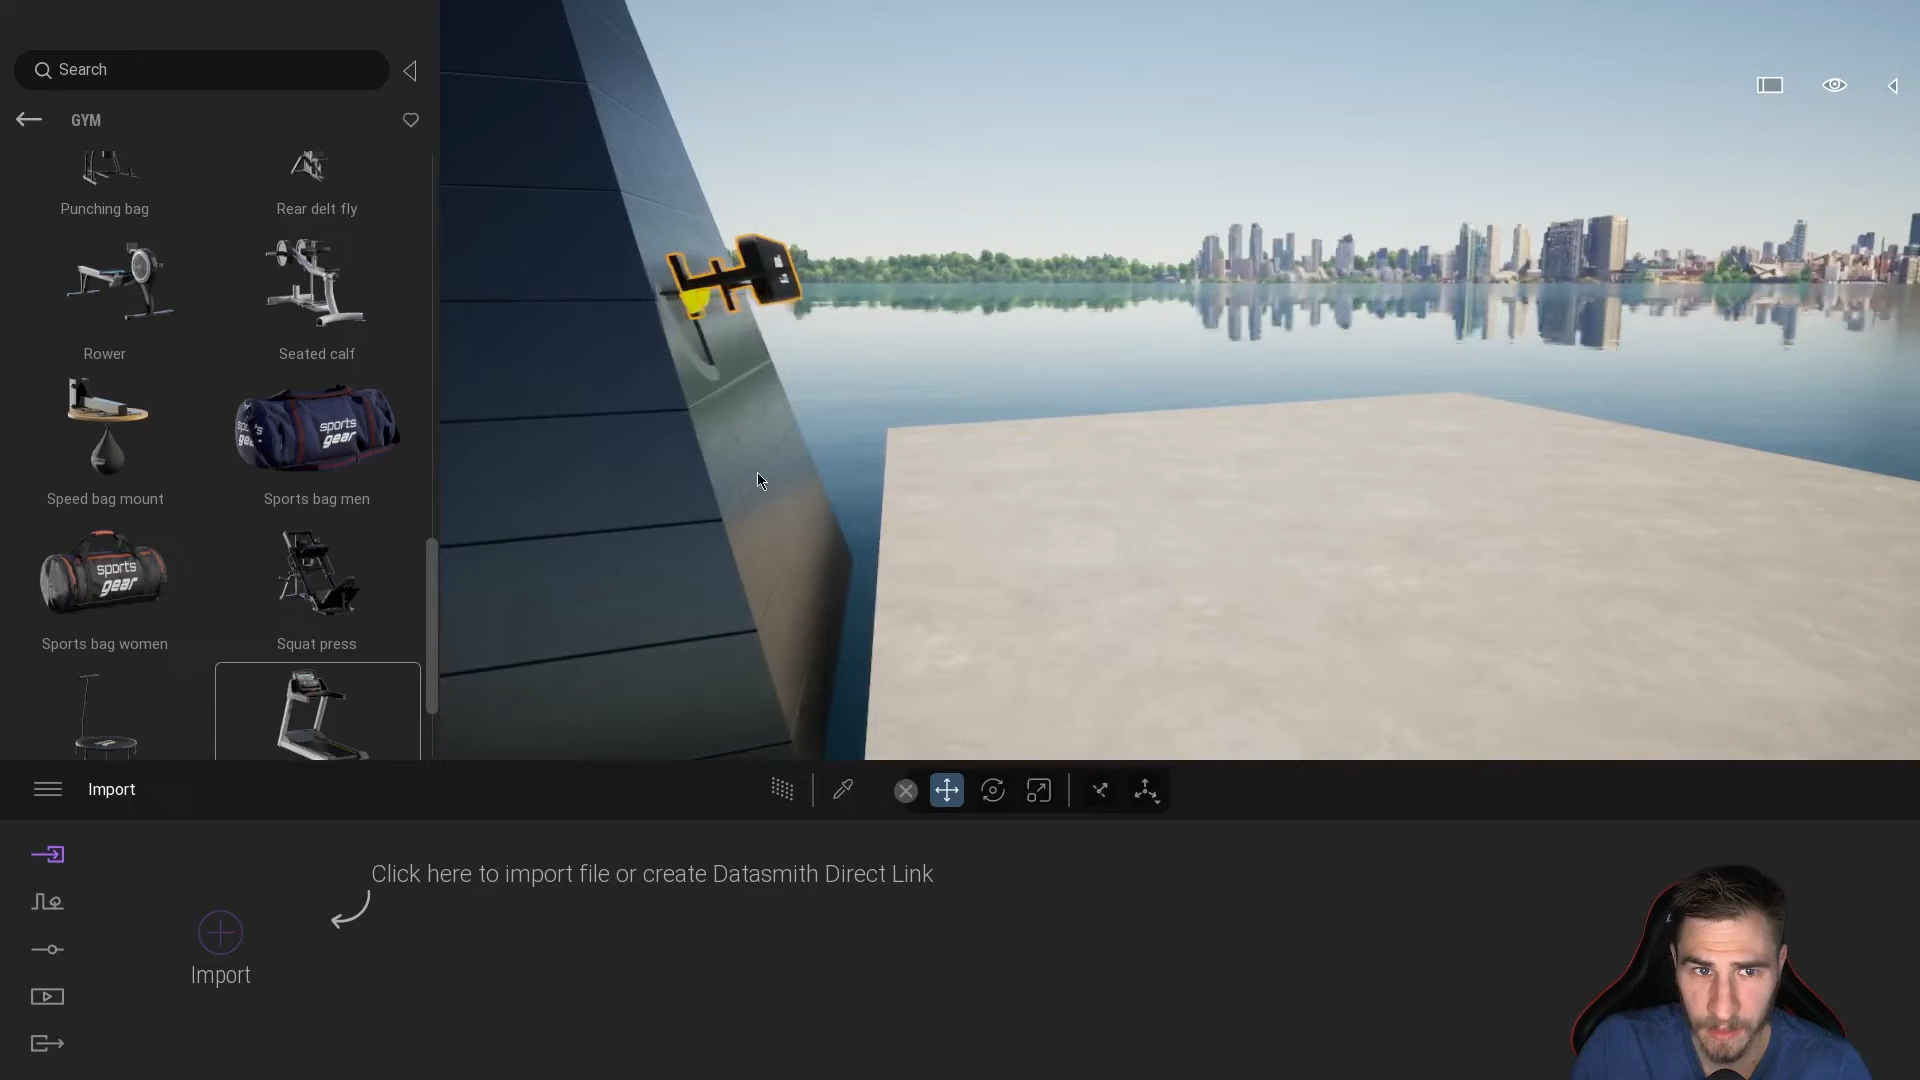 Search
GYM
Punching bag
Rear delt fly
Rower
Seated calf
sports
gear
Speed bag mount
Sports bag men
sports
gear
Sports bag women
Squat press
Import
Click here to import file or create Datasmith Direct Link
Import